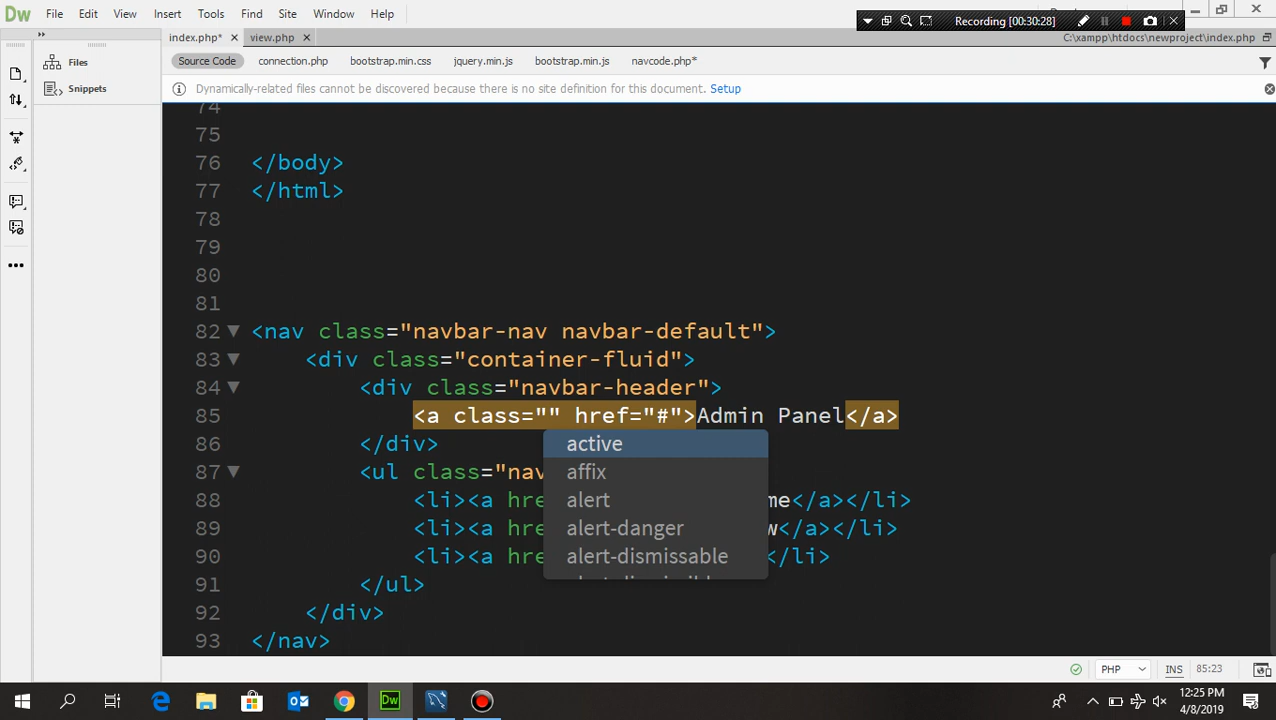 Dw File Edit View Insert Tools Find Site Window Help
Recording [00:30:28]
index.php* view.php
C:\xampp\htdocs\newproject\index.php
Source Code connection.php bootstrap.min.css jquery.min.js bootstrap.min.js navcode.php*
Files
Snippets
Dynamically-related files cannot be discovered because there is no site definition for this document. Setup
74
75
76 </body>
77 </html>
78
79
80
81
82 <nav class="navbar-nav navbar-default">
83 <div class="container-fluid">
84 <div class="navbar-header">
85 <a class="" href="#">Admin Panel</a>
86 </div>
87 <ul class="nav
88 <li><a hre me</a></li>
89 <li><a hre w</a></li>
90 <li><a hre </li>
91 </ul>
92 </div>
93 </nav>
active
affix
alert
alert-danger
alert-dismissable
PHP INS 85:23
Dw
12:25 PM
4/8/2019